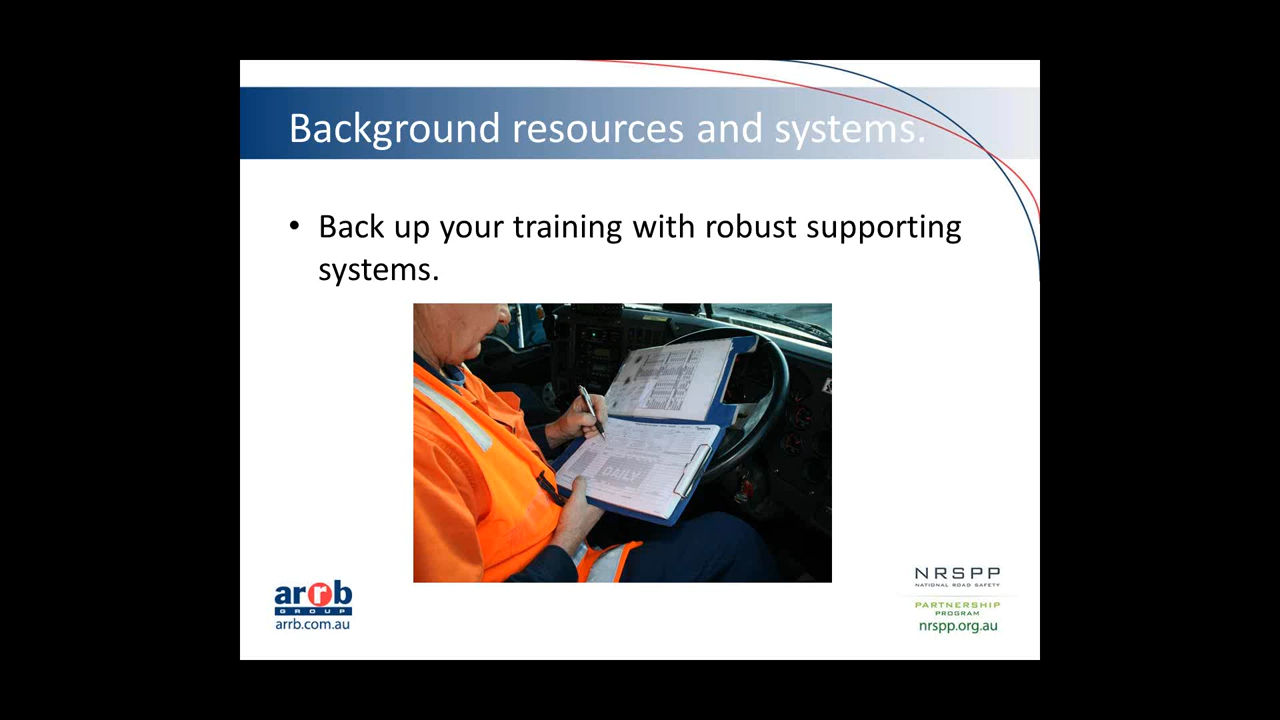 Background resources and systems.
• Back up your training with robust supporting
systems.
DAILY
arrb
GROUP
arrb.com.au
NRSPP
NATIONAL ROAD SAFETY
PARTNERSHIP
PROGRAM
nrspp.org.au